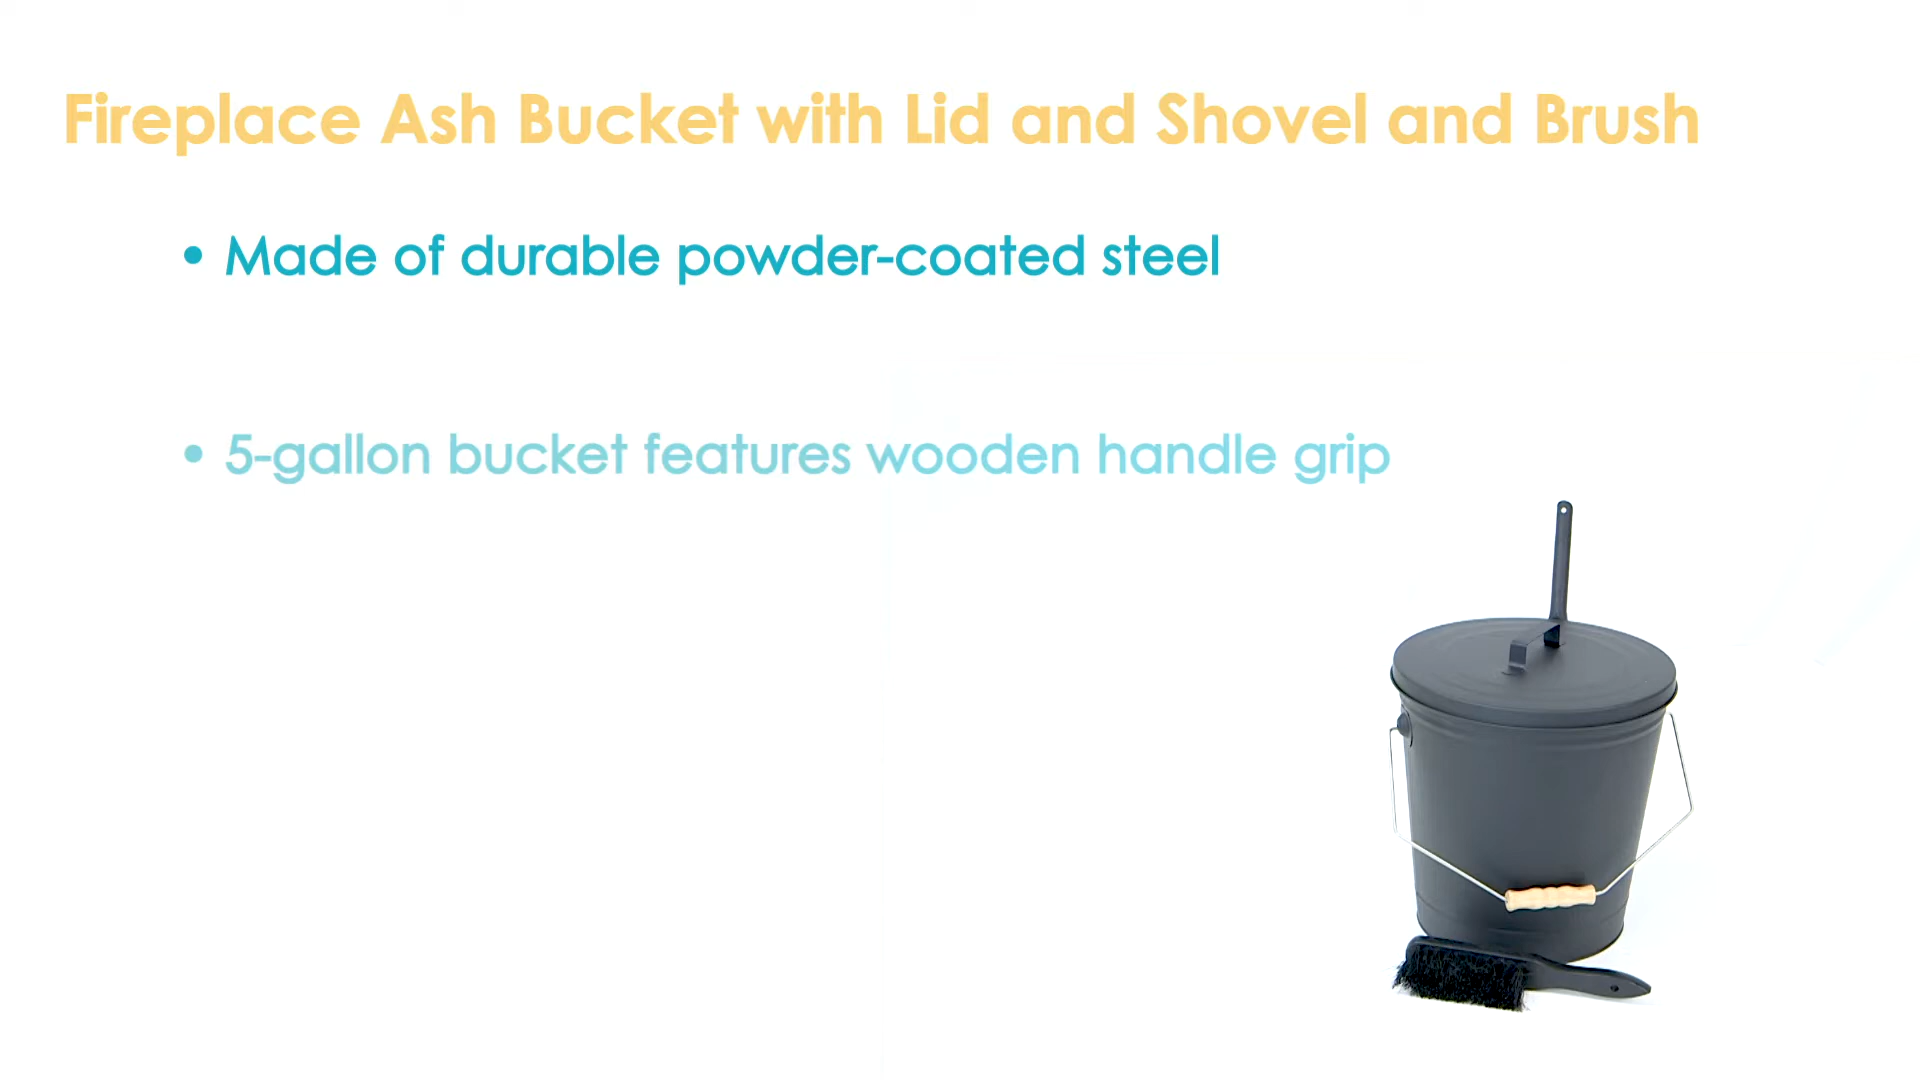 Fireplace Ash Bucket with Lid and Shovel and Brush
• Made of durable powder-coated steel
• 5-gallon bucket features wooden handle grip